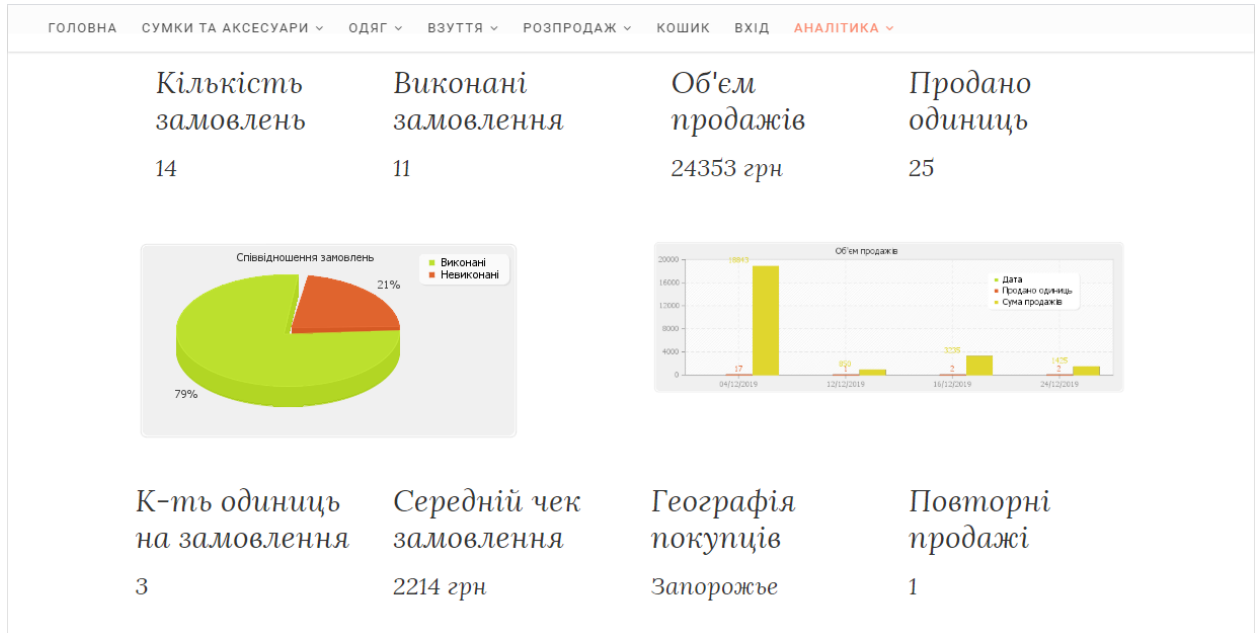 ГОЛОВНА СУМКИ ТА АКСЕСУАРИ ОДЯГ ВЗУТТЯ РОЗПРОДАЖ КОШИК ВХІД АНАЛІТИКА
Кількість замовлень
14
Виконані замовлення
11
Об'єм продажів
24353 грн
Продано одиниць
25
Співвідношення замовлень
Виконані
Невиконані
21%
79%
Об'єм продажів
20000
16000
12000
8000
4000
0
Дата
Продано одиниць
Сума продажів
17
1
2
1425
2
04/12/2019
12/12/2019
16/12/2019
24/12/2019
К-ть одиниць
на замовлення
3
Середній чек
замовлення
2214 грн
Географія
покупців
Запорожье
Повторні
продажі
1